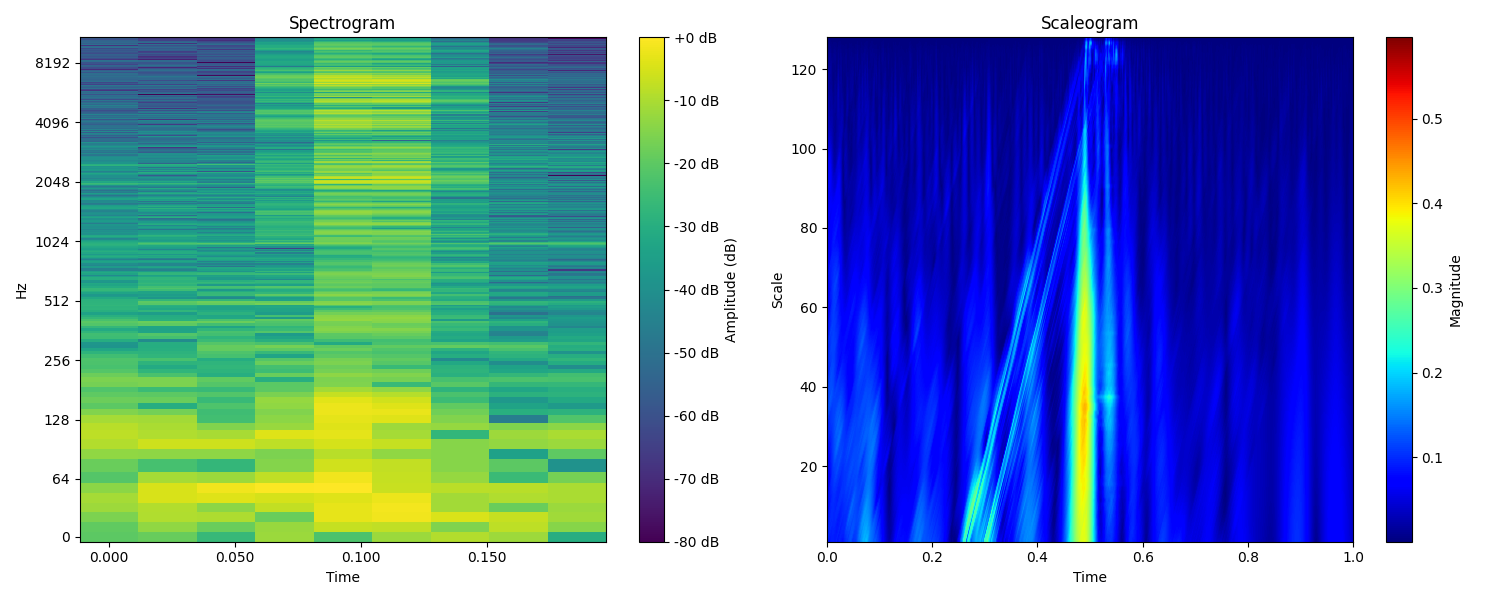 Spectrogram
8192
4096
2048
1024
512
256
128
64
0
Hz
0.000
0.050
0.100
0.150
Time
+0 dB
-10 dB
-20 dB
-30 dB
-40 dB
-50 dB
-60 dB
-70 dB
-80 dB
Amplitude (dB)
Scaleogram
120
100
80
60
40
20
Scale
0.0
0.2
0.4
0.6
0.8
1.0
Time
0.5
0.4
0.3
0.2
0.1
Magnitude